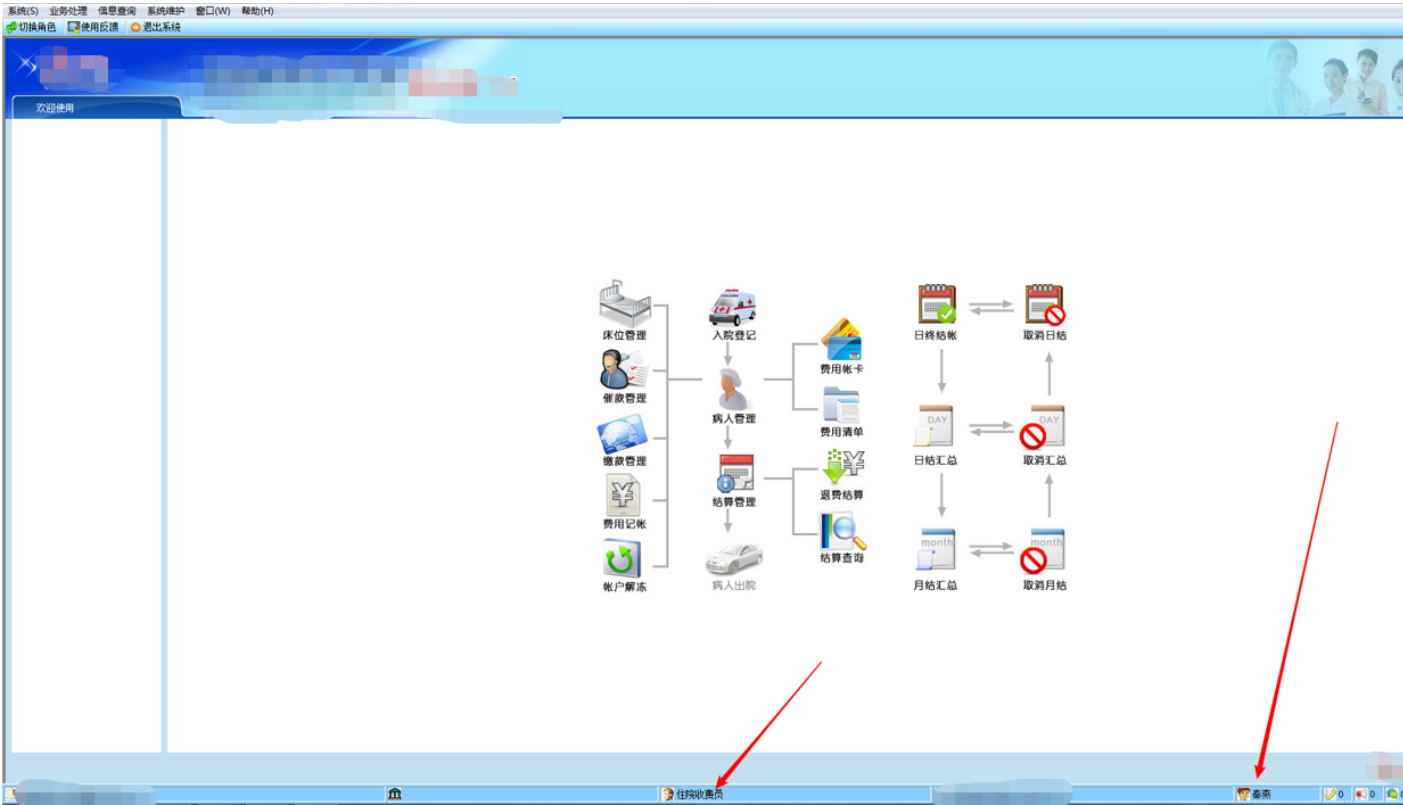 系统(S) 业务处理 信息查询 系统维护 窗口(W) 帮助(H)
切换角色 使用反馈 退出系统
欢迎使用
床位管理 入院登记 日终结帐 取消日结
费用帐卡
催款管理
病人管理
费用清单
DAY DAY
缴款管理 日结汇总 取消汇总
结算管理 退费结算
费用记帐
month month
结算查询
帐户解冻 病人出院 月结汇总 取消月结
住院收费员 秦燕 0 0